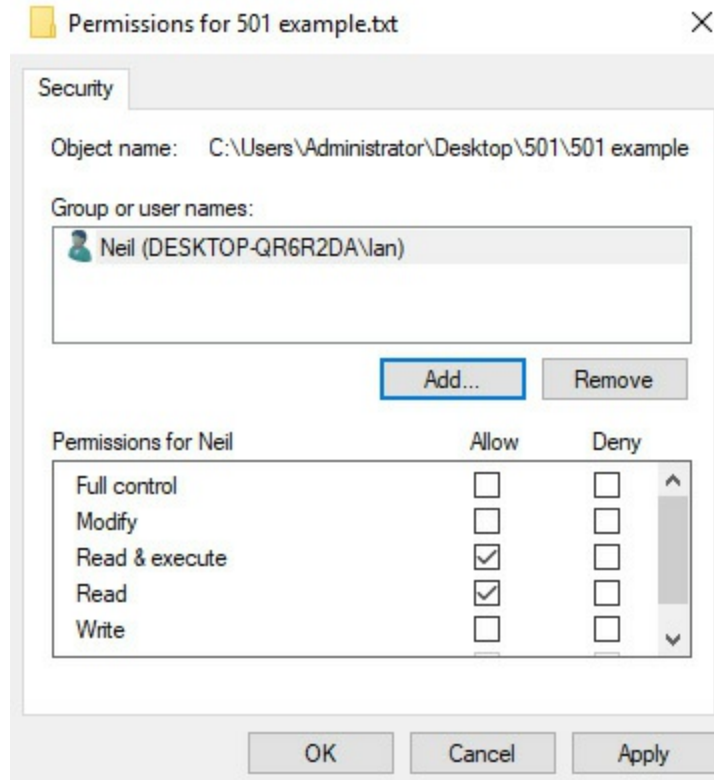 Permissions for 501 example.txt
Security
Object name: C:\Users\Administrator\Desktop\501\501 example
Group or user names:
Neil (DESKTOP-QR6R2DA\Ian)
Add... Remove
Permissions for Neil Allow Deny
Full control
Modify
Read & execute
Read
Write
OK Cancel Apply